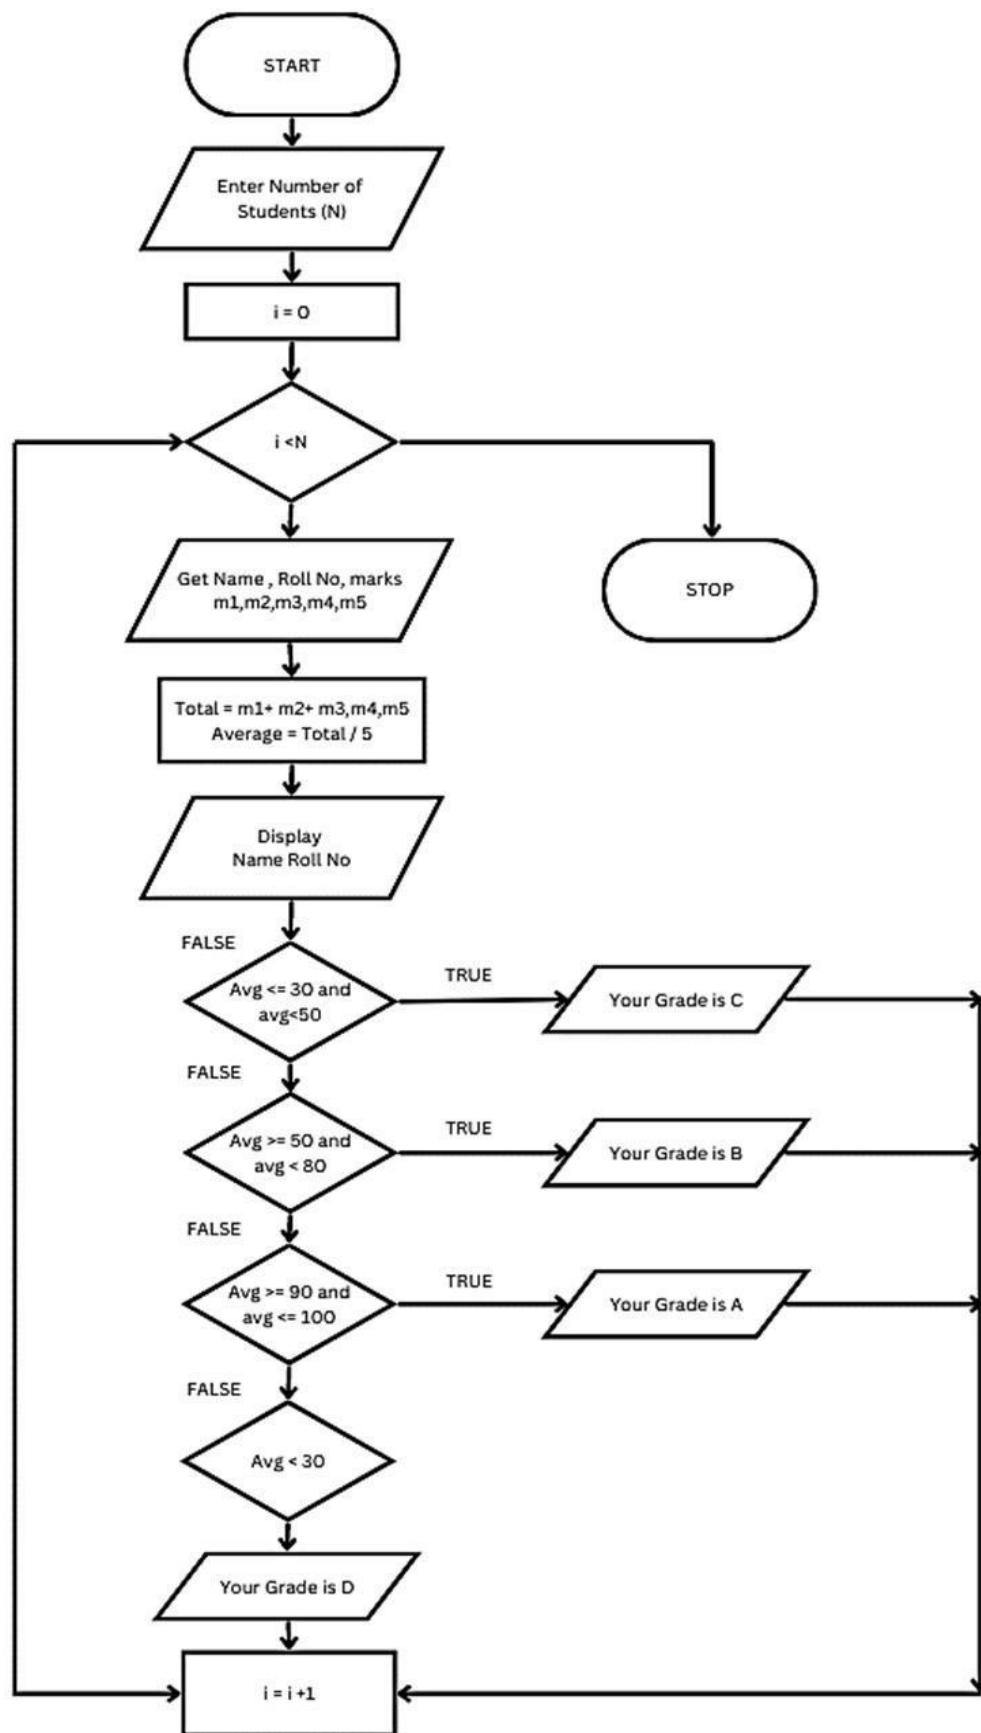 START
Enter Number of
Students (N)
i = 0
i <N
Get Name , Roll No, marks
m1,m2,m3,m4,m5
STOP
Total = m1+ m2+ m3,m4,m5
Average = Total / 5
Display
Name Roll No
FALSE
Avg <= 30 and
avg<50
TRUE
Your Grade is C
FALSE
Avg >= 50 and
avg < 80
TRUE
Your Grade is B
FALSE
Avg >= 90 and
avg <= 100
TRUE
Your Grade is A
FALSE
Avg < 30
Your Grade is D
i = i +1